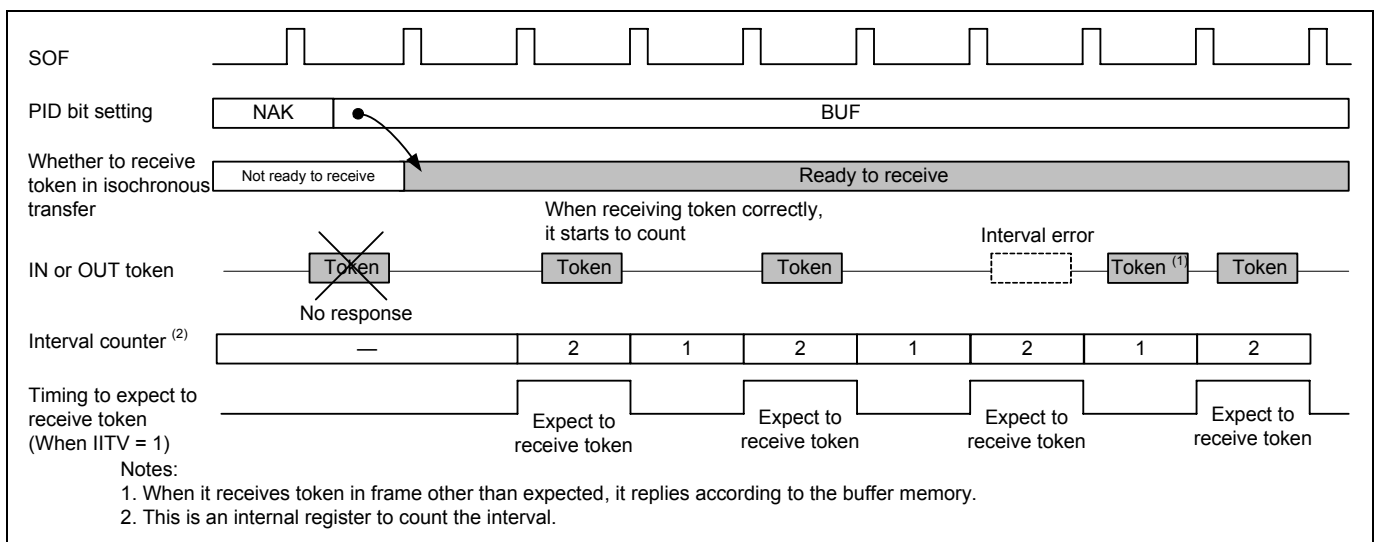 SOF
PID bit setting
NAK
BUF
Whether to receive
token in isochronous
transfer
Not ready to receive
Ready to receive
When receiving token correctly,
it starts to count
Interval error
IN or OUT token
Token
Token
Token
Token (1)
Token
No response
Interval counter (2)
—
2
1
2
1
2
1
2
Timing to expect to
receive token
(When IITV = 1)
Expect to
receive token
Expect to
receive token
Expect to
receive token
Expect to
receive token
Notes:
1. When it receives token in frame other than expected, it replies according to the buffer memory.
2. This is an internal register to count the interval.